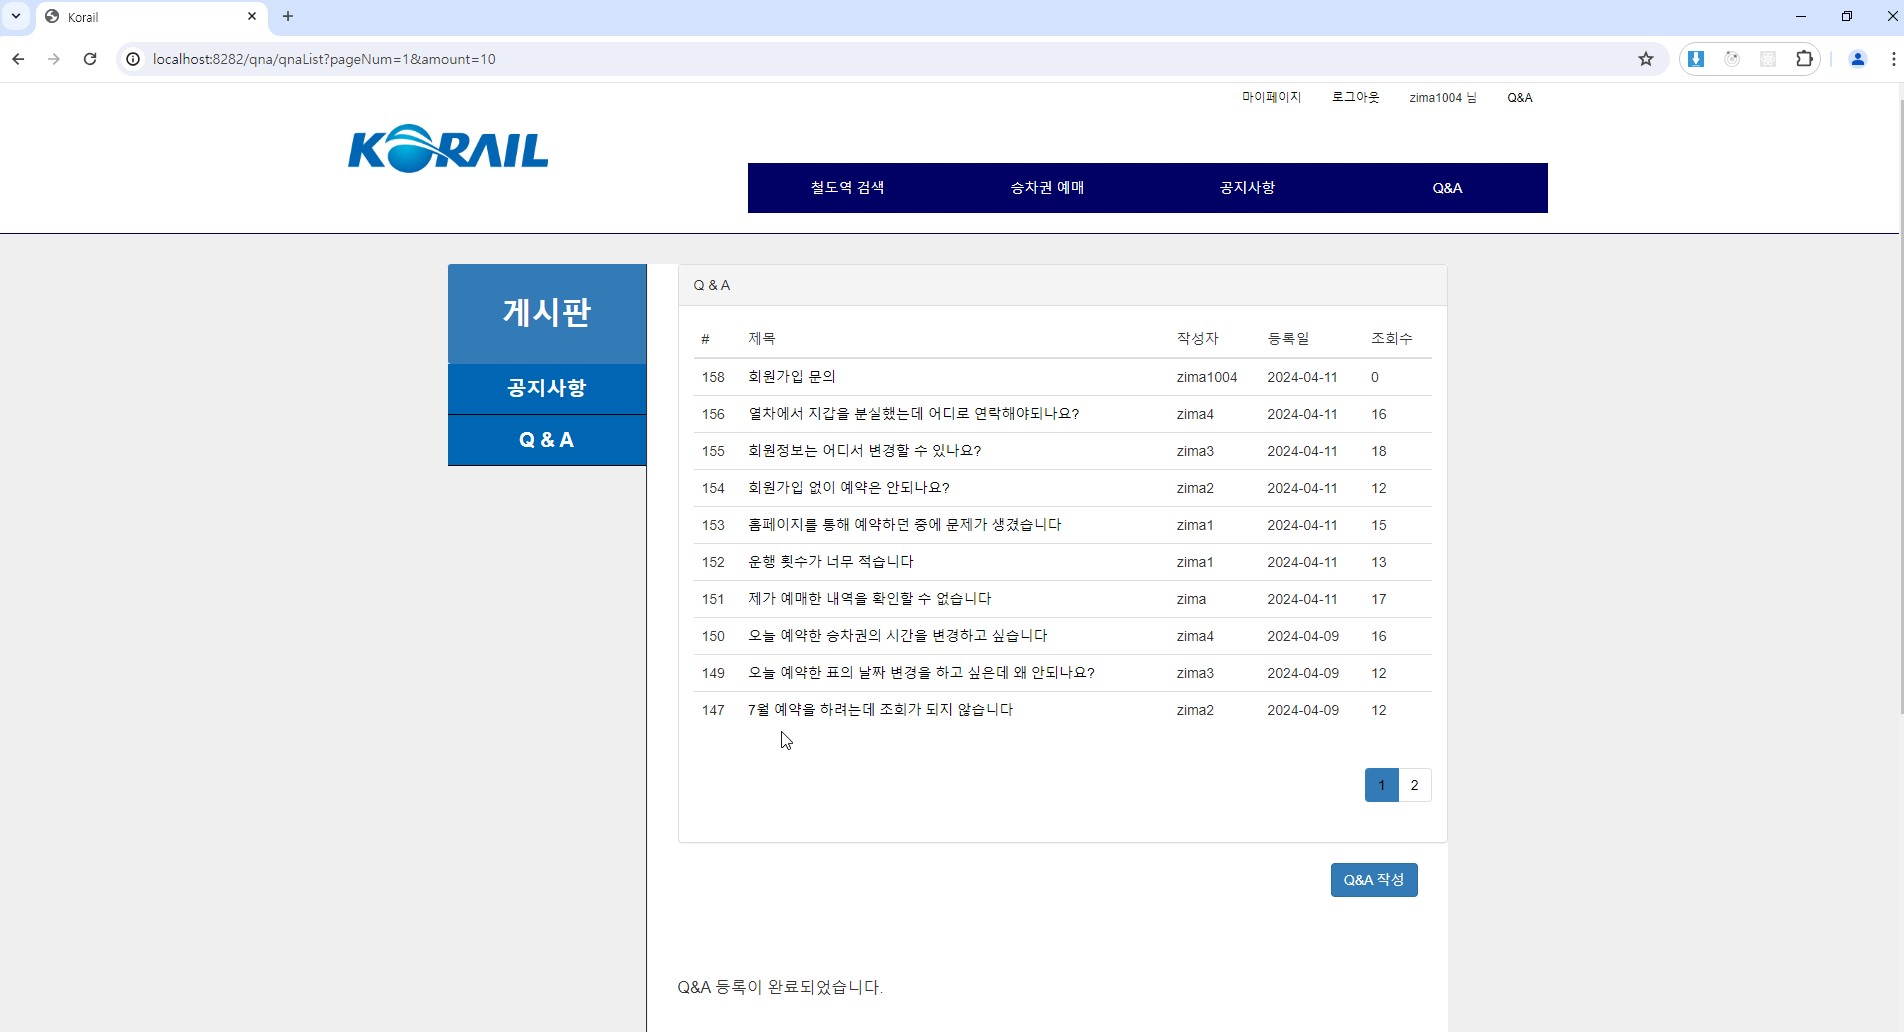 Korail
localhost:8282/qna/qnaList?pageNum=1&amount=10
마이페이지 로그아웃 zima1004 님 Q&A
KORAIL
철도역 검색 승차권 예매 공지사항 Q&A
게시판
공지사항
Q & A
Q & A
# 제목 작성자 등록일 조회수
158 회원가입 문의 zima1004 2024-04-11 0
156 열차에서 지갑을 분실했는데 어디로 연락해야되나요? zima4 2024-04-11 16
155 회원정보는 어디서 변경할 수 있나요? zima3 2024-04-11 18
154 회원가입 없이 예약은 안되나요? zima2 2024-04-11 12
153 홈페이지를 통해 예약하던 중에 문제가 생겼습니다 zima1 2024-04-11 15
152 운행 횟수가 너무 적습니다 zima1 2024-04-11 13
151 제가 예매한 내역을 확인할 수 없습니다 zima 2024-04-11 17
150 오늘 예약한 승차권의 시간을 변경하고 싶습니다 zima4 2024-04-09 16
149 오늘 예약한 표의 날짜 변경을 하고 싶은데 왜 안되나요? zima3 2024-04-09 12
147 7월 예약을 하려는데 조회가 되지 않습니다 zima2 2024-04-09 12
1 2
Q&A 작성
Q&A 등록이 완료되었습니다.